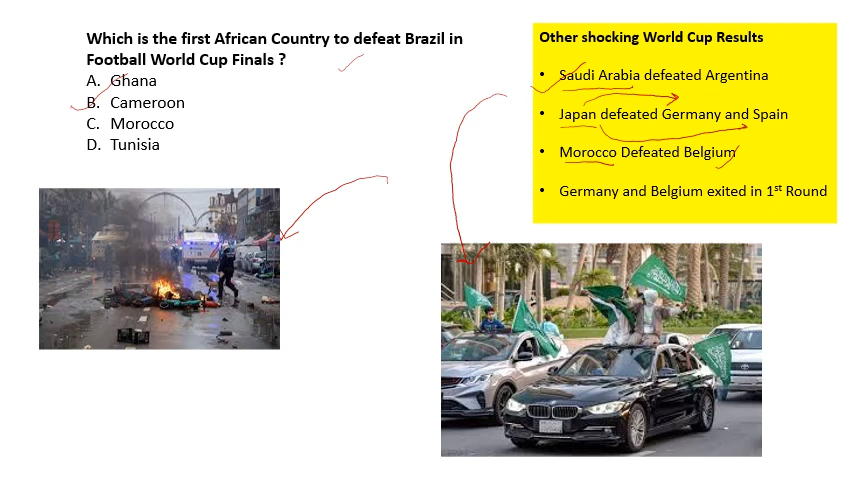 Which is the first African Country to defeat Brazil in
Football World Cup Finals ?
A. Ghana
B. Cameroon
C. Morocco
D. Tunisia
Other shocking World Cup Results
• Saudi Arabia defeated Argentina
• Japan defeated Germany and Spain
• Morocco Defeated Belgium
• Germany and Belgium exited in 1st Round